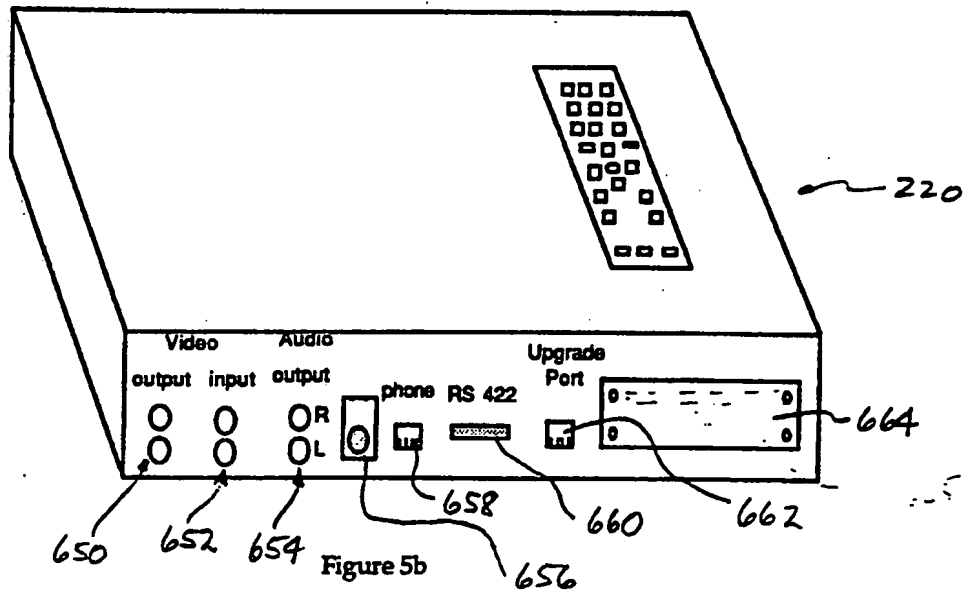 220
Video
Audio
output input
output
R
L
phone
RS 422
Upgrade
Port
664
650
652
654
658
660
662
656
Figure 5b